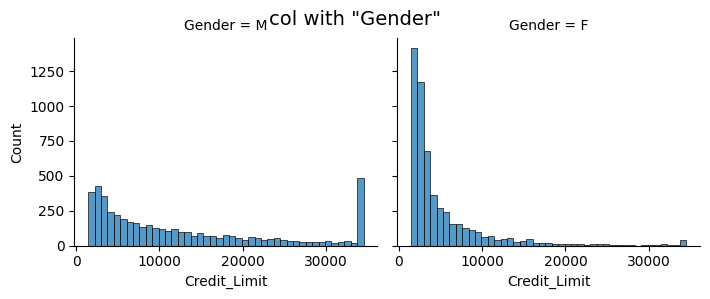 col with "Gender"
Gender = M
Gender = F
Count
1250
1000
750
500
250
0
0 10000 20000 30000
0 10000 20000 30000
Credit_Limit
Credit_Limit